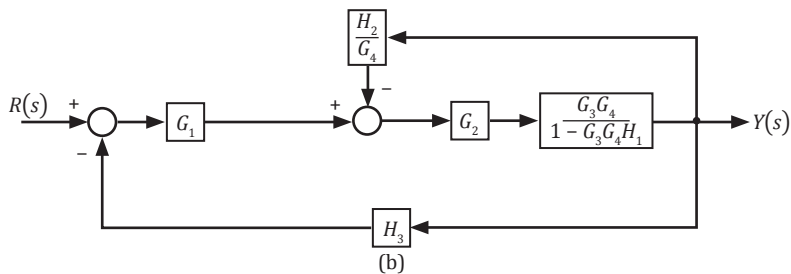 H₂
G₄
−
R(s)
+
G₁
+
G₂
G₃G₄
1 − G₃G₄H₁
Y(s)
−
H₃
(b)